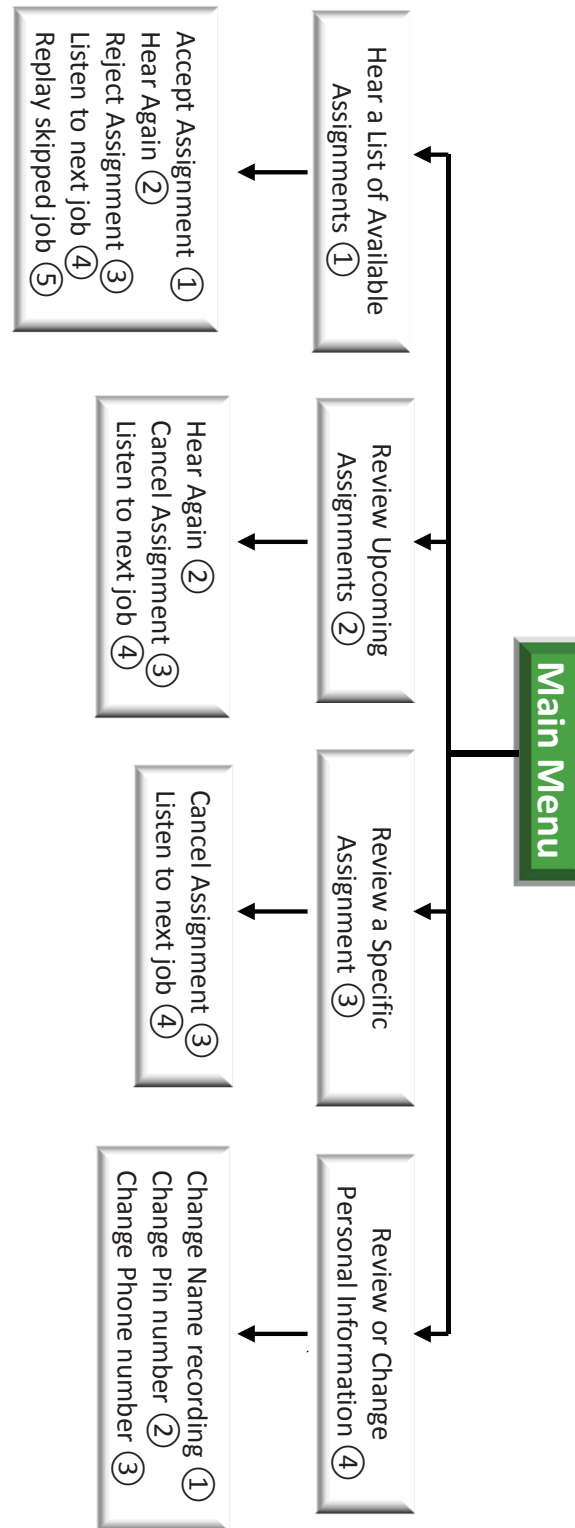 Main Menu
Hear a List of Available
Assignments ①
Accept Assignment ①
Hear Again ②
Reject Assignment ③
Listen to next job ④
Replay skipped job ⑤
Review Upcoming
Assignments ②
Hear Again ②
Cancel Assignment ③
Listen to next job ④
Review a Specific
Assignment ③
Cancel Assignment ③
Listen to next job ④
Review or Change
Personal Information ④
Change Name recording ①
Change Pin number ②
Change Phone number ③